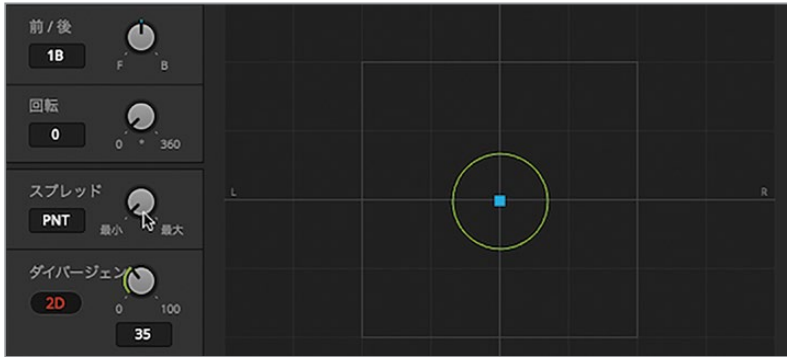 前 / 後
1B
F B
回転
0
0 ° 360
スプレッド
PNT
最小 最大
ダイバージェン
2D
0 100
35
L
R